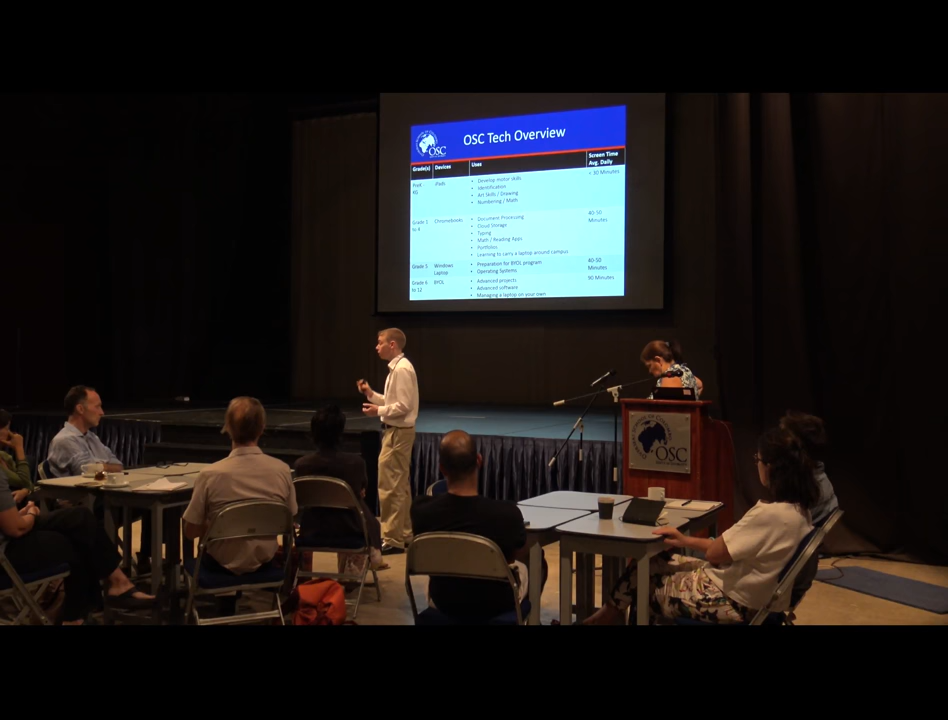 OSC
OSC Tech Overview
Grade(s) Devices Uses Screen Time
Avg. Daily
PreK iPads • Develop motor skills < 30 Minutes
KG • Identification
• Art Skills / Drawing
• Numbering / Math
Grade 1 Chromebooks • Document Processing 40-50
to 4 • Cloud Storage Minutes
• Typing
• Math / Reading Apps
• Portfolios
• Learning to carry a laptop around campus
Grade 5 Windows • Preparation for BYOL program 40-50
Laptop • Operating Systems Minutes
Grade 6 BYOL • Advanced projects 90 Minutes
to 12 • Advanced software
• Managing a laptop on your own
OSC